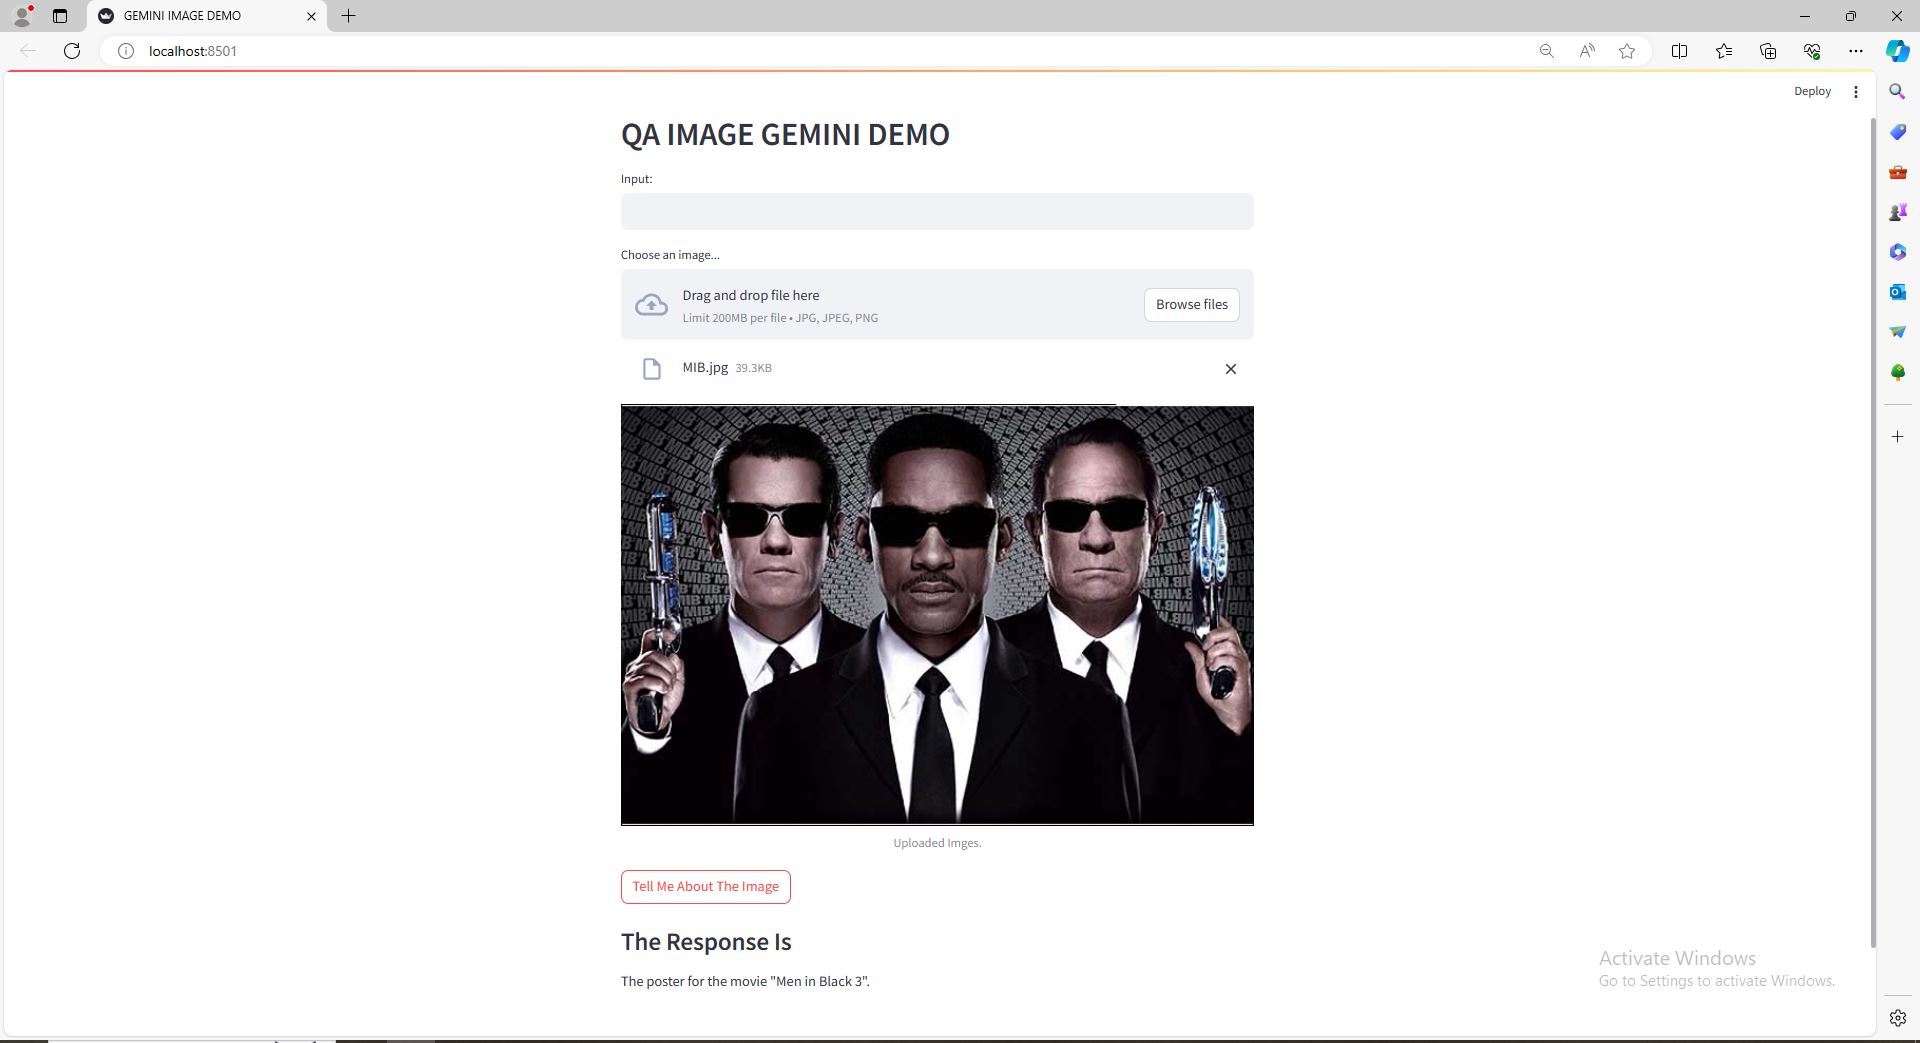 GEMINI IMAGE DEMO
localhost:8501
Deploy
QA IMAGE GEMINI DEMO
Input:
Choose an image...
Drag and drop file here
Limit 200MB per file • JPG, JPEG, PNG
Browse files
MIB.jpg 39.3KB
Uploaded Imges.
Tell Me About The Image
The Response Is
The poster for the movie "Men in Black 3".
Activate Windows
Go to Settings to activate Windows.